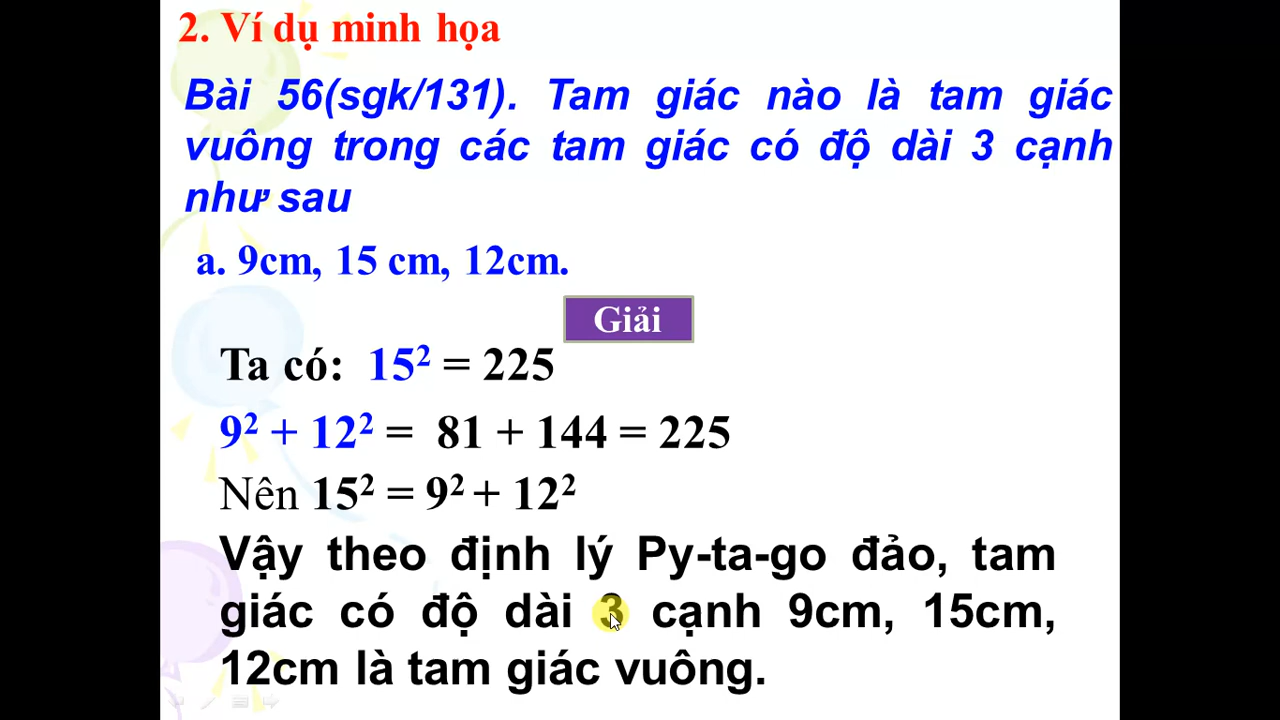 2. Ví dụ minh họa
Bài 56(sgk/131). Tam giác nào là tam giác
vuông trong các tam giác có độ dài 3 cạnh
như sau
a. 9cm, 15 cm, 12cm.
Giải
Ta có: 15² = 225
9² + 12² = 81 + 144 = 225
Nên 15² = 9² + 12²
Vậy theo định lý Py-ta-go đảo, tam
giác có độ dài 3 cạnh 9cm, 15cm,
12cm là tam giác vuông.